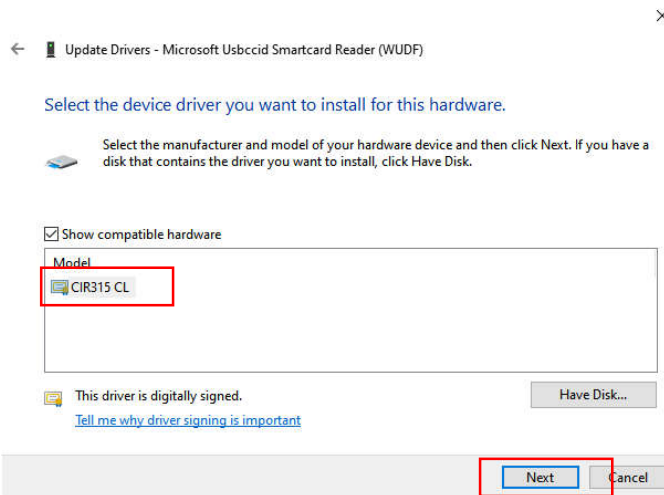 Update Drivers - Microsoft Usbccid Smartcard Reader (WUDF)
Select the device driver you want to install for this hardware.
Select the manufacturer and model of your hardware device and then click Next. If you have a
disk that contains the driver you want to install, click Have Disk.
Show compatible hardware
Model
CIR315 CL
This driver is digitally signed.
Have Disk...
Tell me why driver signing is important
Next
Cancel